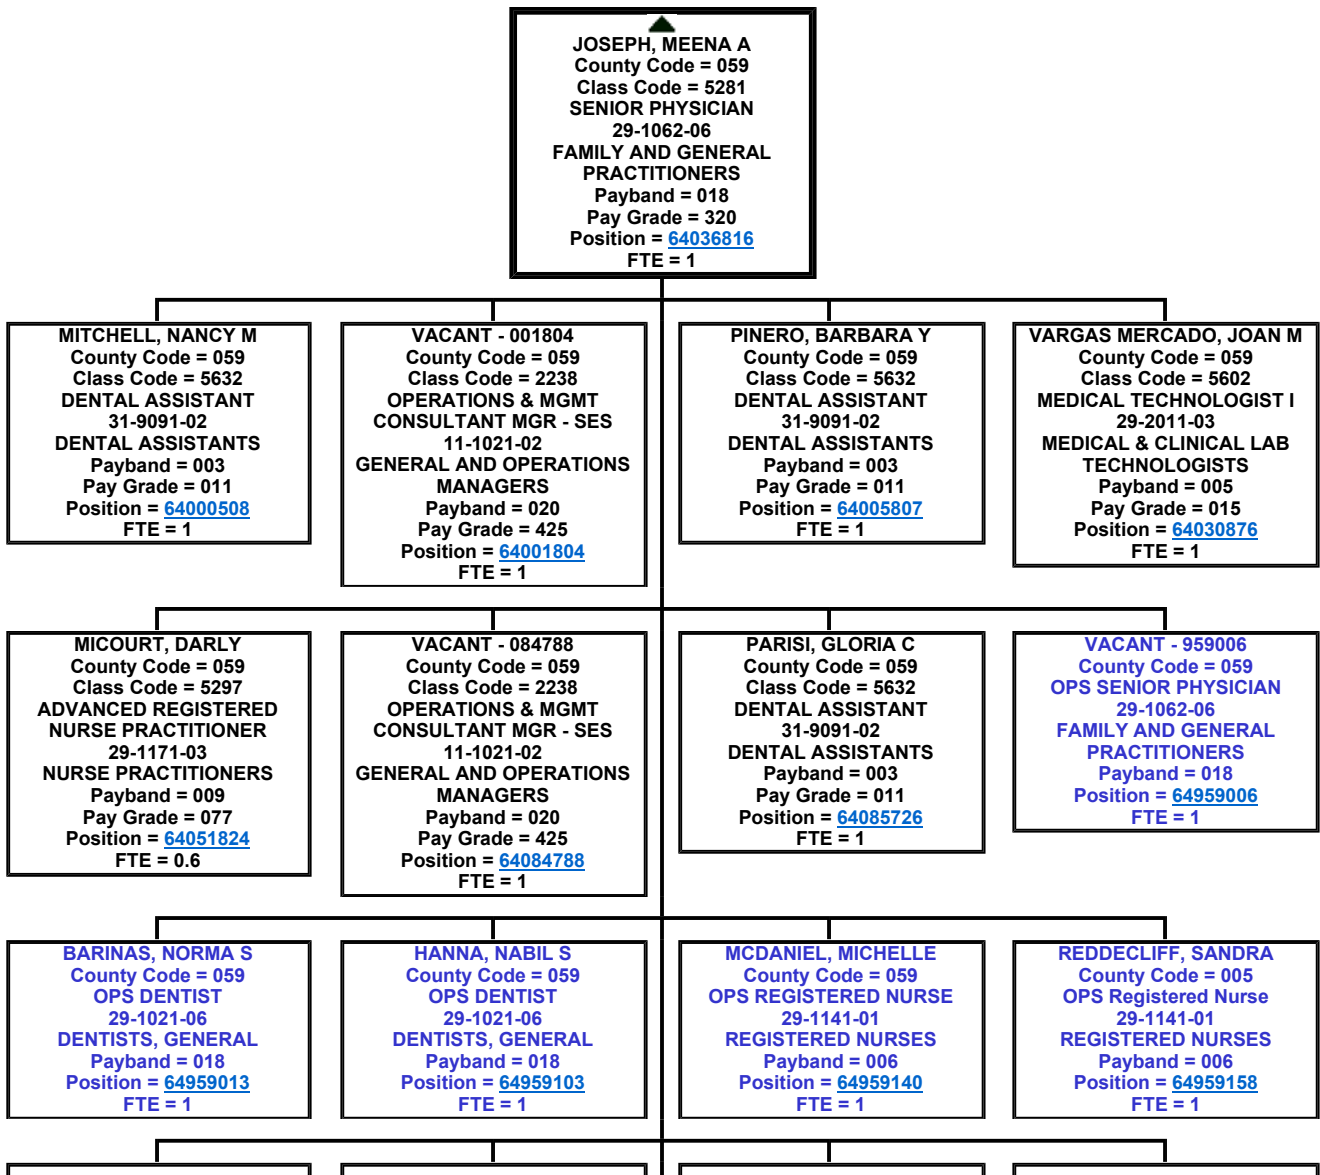 JOSEPH, MEENA A
County Code = 059
Class Code = 5281
SENIOR PHYSICIAN
29-1062-06
FAMILY AND GENERAL
PRACTITIONERS
Payband = 018
Pay Grade = 320
Position = 64036816
FTE = 1
MITCHELL, NANCY M
County Code = 059
Class Code = 5632
DENTAL ASSISTANT
31-9091-02
DENTAL ASSISTANTS
Payband = 003
Pay Grade = 011
Position = 64000508
FTE = 1
VACANT - 001804
County Code = 059
Class Code = 2238
OPERATIONS & MGMT
CONSULTANT MGR - SES
11-1021-02
GENERAL AND OPERATIONS
MANAGERS
Payband = 020
Pay Grade = 425
Position = 64001804
FTE = 1
PINERO, BARBARA Y
County Code = 059
Class Code = 5632
DENTAL ASSISTANT
31-9091-02
DENTAL ASSISTANTS
Payband = 003
Pay Grade = 011
Position = 64005807
FTE = 1
VARGAS MERCADO, JOAN M
County Code = 059
Class Code = 5602
MEDICAL TECHNOLOGIST I
29-2011-03
MEDICAL & CLINICAL LAB
TECHNOLOGISTS
Payband = 005
Pay Grade = 015
Position = 64030876
FTE = 1
MICOURT, DARLY
County Code = 059
Class Code = 5297
ADVANCED REGISTERED
NURSE PRACTITIONER
29-1171-03
NURSE PRACTITIONERS
Payband = 009
Pay Grade = 077
Position = 64051824
FTE = 0.6
VACANT - 084788
County Code = 059
Class Code = 2238
OPERATIONS & MGMT
CONSULTANT MGR - SES
11-1021-02
GENERAL AND OPERATIONS
MANAGERS
Payband = 020
Pay Grade = 425
Position = 64084788
FTE = 1
PARISI, GLORIA C
County Code = 059
Class Code = 5632
DENTAL ASSISTANT
31-9091-02
DENTAL ASSISTANTS
Payband = 003
Pay Grade = 011
Position = 64085726
FTE = 1
VACANT - 959006
County Code = 059
OPS SENIOR PHYSICIAN
29-1062-06
FAMILY AND GENERAL
PRACTITIONERS
Payband = 018
Position = 64959006
FTE = 1
BARINAS, NORMA S
County Code = 059
OPS DENTIST
29-1021-06
DENTISTS, GENERAL
Payband = 018
Position = 64959013
FTE = 1
HANNA, NABIL S
County Code = 059
OPS DENTIST
29-1021-06
DENTISTS, GENERAL
Payband = 018
Position = 64959103
FTE = 1
MCDANIEL, MICHELLE
County Code = 059
OPS REGISTERED NURSE
29-1141-01
REGISTERED NURSES
Payband = 006
Position = 64959140
FTE = 1
REDDECLIFF, SANDRA
County Code = 005
OPS Registered Nurse
29-1141-01
REGISTERED NURSES
Payband = 006
Position = 64959158
FTE = 1